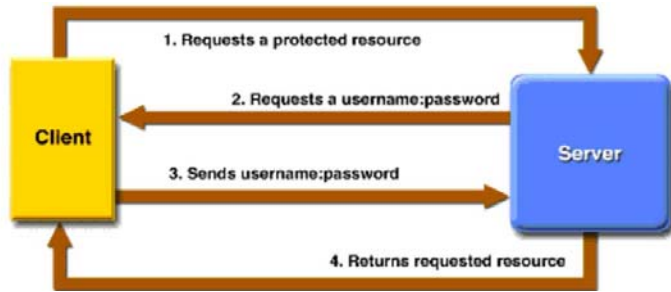 1. Requests a protected resource
2. Requests a username:password
Client
Server
3. Sends username:password
4. Returns requested resource